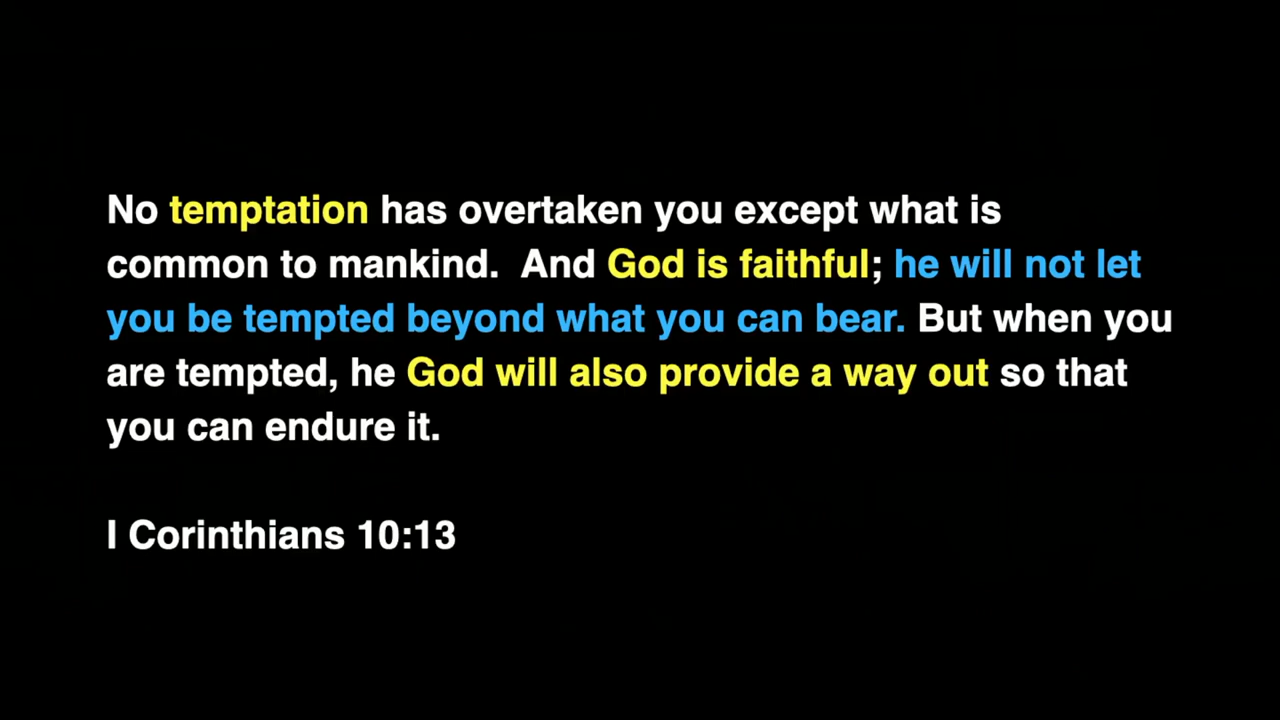 No temptation has overtaken you except what is
common to mankind.  And God is faithful; he will not let
you be tempted beyond what you can bear. But when you
are tempted, he God will also provide a way out so that
you can endure it.
I Corinthians 10:13